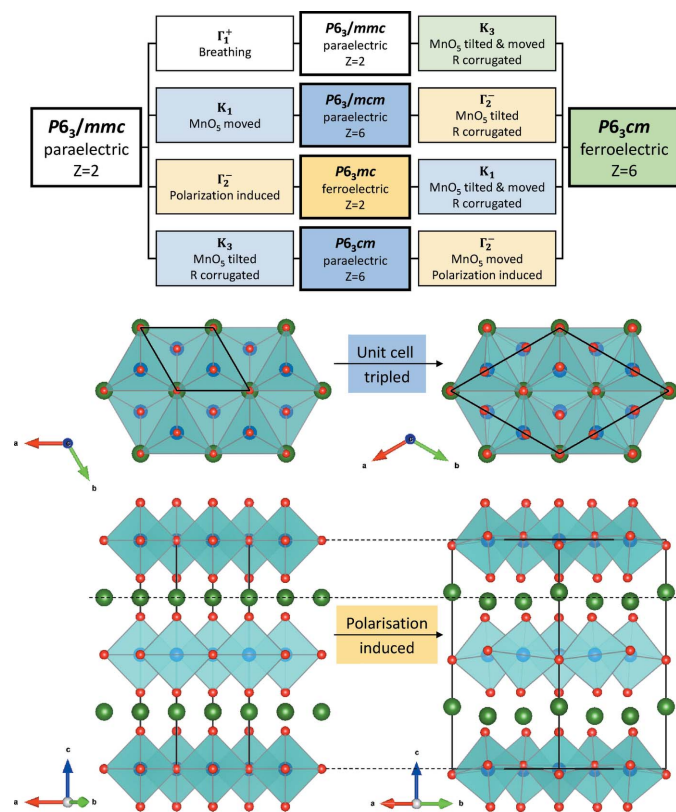 Γ₁⁺
Breathing
P6₃/mmc
paraelectric
Z=2
K₃
MnO₅ tilted & moved
R corrugated
P6₃/mmc
paraelectric
Z=2
K₁
MnO₅ moved
P6₃/mcm
paraelectric
Z=6
Γ₂⁻
MnO₅ tilted
R corrugated
P6₃cm
ferroelectric
Z=6
Γ₂⁻
Polarization induced
P6₃mc
ferroelectric
Z=2
K₁
MnO₅ tilted & moved
R corrugated
K₃
MnO₅ tilted
R corrugated
P6₃cm
paraelectric
Z=6
Γ₂⁻
MnO₅ moved
Polarization induced
Unit cell
tripled
a
b
a
b
Polarisation
induced
c
a
b
c
a
b